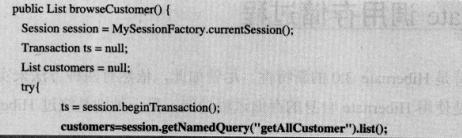 public List browseCustomer() {
Session session = MySessionFactory.currentSession();
Transaction ts = null;
List customers = null;
try{
ts = session.beginTransaction();
customers=session.getNamedQuery("getAllCustomer").list();